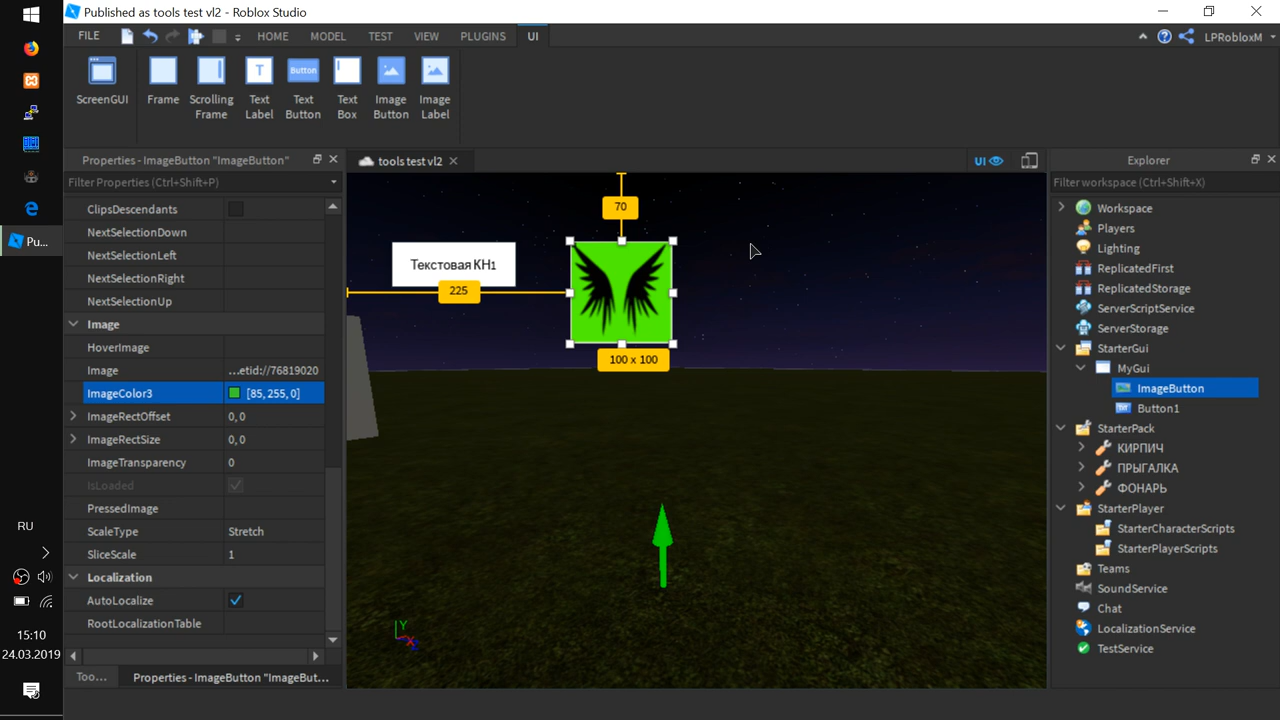 Published as tools test vl2 - Roblox Studio
FILE HOME MODEL TEST VIEW PLUGINS UI LPRobloxM
ScreenGUI
Frame
Scrolling Frame
T
Text Label
Button
Text Button
Text Box
Image Button
Image Label
Properties - ImageButton "ImageButton"
Filter Properties (Ctrl+Shift+P)
ClipsDescendants
NextSelectionDown
NextSelectionLeft
NextSelectionRight
NextSelectionUp
Image
HoverImage
Image ...etid://76819020
ImageColor3 [85, 255, 0]
ImageRectOffset 0, 0
ImageRectSize 0, 0
ImageTransparency 0
IsLoaded
PressedImage
ScaleType Stretch
SliceScale 1
Localization
AutoLocalize
RootLocalizationTable
Too...
Properties - ImageButton "ImageBut...
tools test vl2
UI
70
Текстовая КН1
225
100 x 100
Y
X
Explorer
Filter workspace (Ctrl+Shift+X)
Workspace
Players
Lighting
ReplicatedFirst
ReplicatedStorage
ServerScriptService
ServerStorage
StarterGui
MyGui
ImageButton
Button1
StarterPack
КИРПИЧ
ПРЫГАЛКА
ФОНАРЬ
StarterPlayer
StarterCharacterScripts
StarterPlayerScripts
Teams
SoundService
Chat
LocalizationService
TestService
Pu...
RU
15:10
24.03.2019